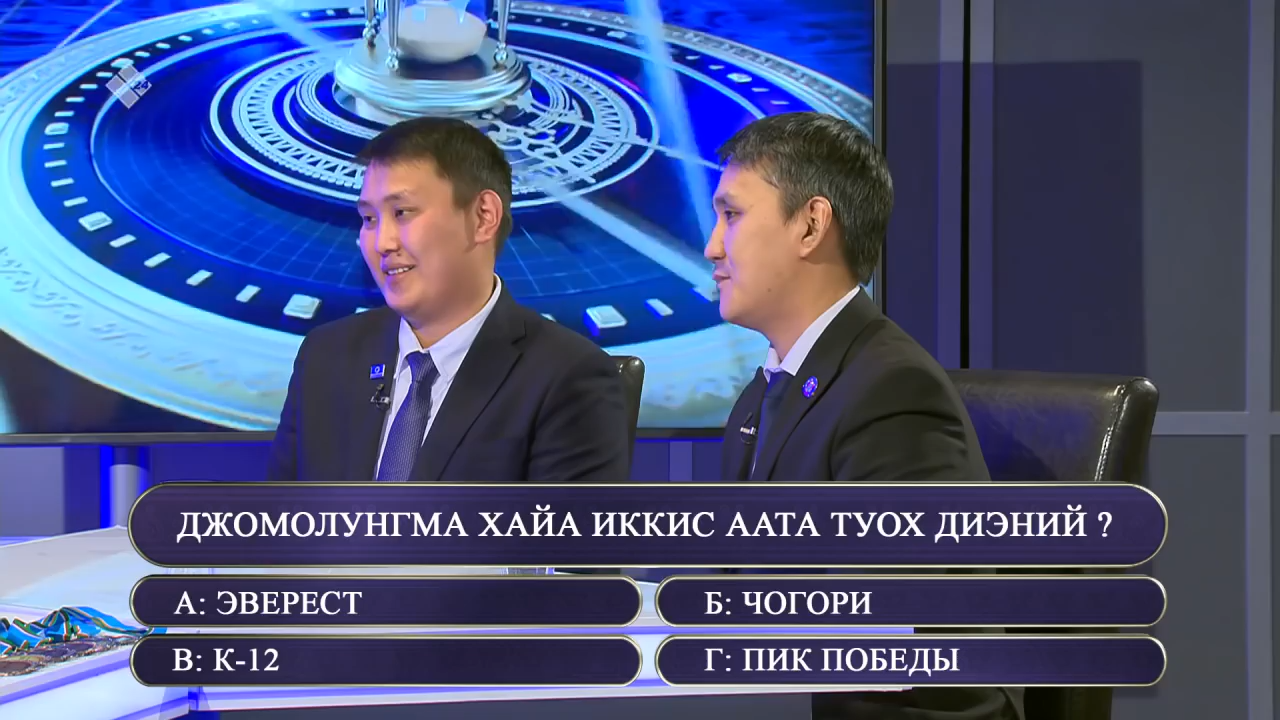 ДЖОМОЛУНГМА ХАЙА ИККИС ААТА ТУОХ ДИЭНИЙ ?
А: ЭВЕРЕСТ
Б: ЧОГОРИ
В: К-12
Г: ПИК ПОБЕДЫ